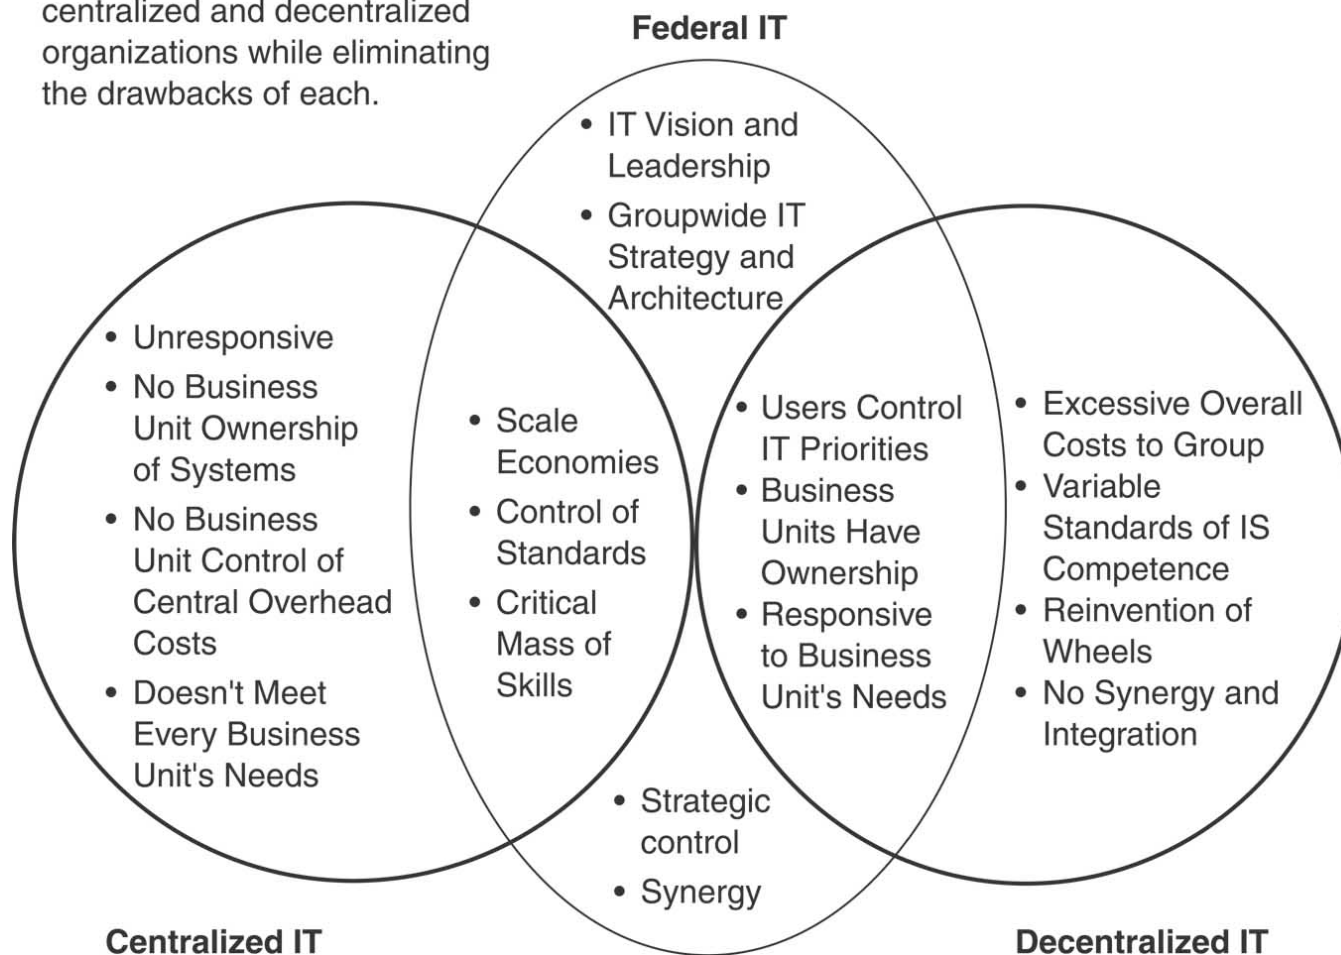 centralized and decentralized
organizations while eliminating
the drawbacks of each.
Federal IT
• IT Vision and
Leadership
• Groupwide IT
Strategy and
Architecture
• Unresponsive
• No Business
Unit Ownership
of Systems
• No Business
Unit Control of
Central Overhead
Costs
• Doesn't Meet
Every Business
Unit's Needs
• Scale
Economies
• Control of
Standards
• Critical
Mass of
Skills
• Users Control
IT Priorities
• Business
Units Have
Ownership
• Responsive
to Business
Unit's Needs
• Excessive Overall
Costs to Group
• Variable
Standards of IS
Competence
• Reinvention of
Wheels
• No Synergy and
Integration
• Strategic
control
• Synergy
Centralized IT
Decentralized IT